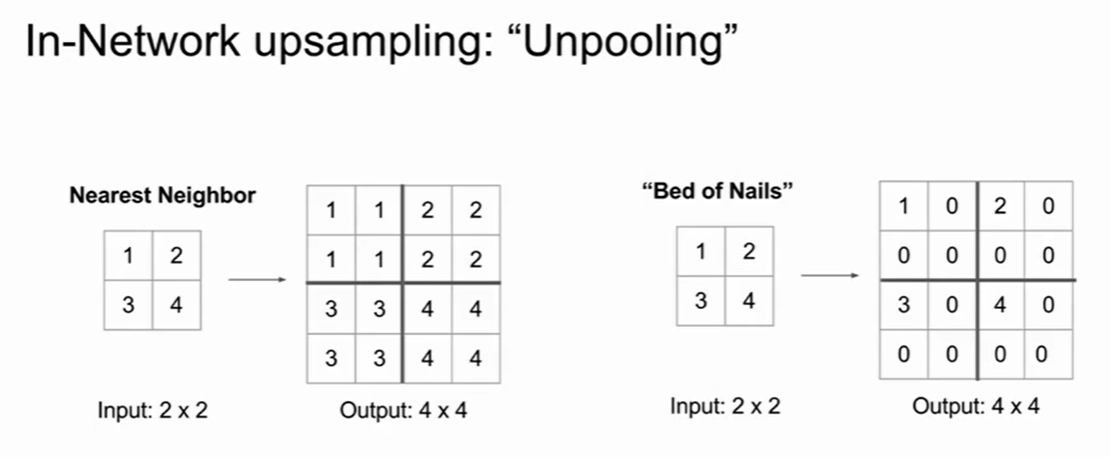 In-Network upsampling: “Unpooling”
Nearest Neighbor
1 2
3 4
Input: 2 x 2
1 1 2 2
1 1 2 2
3 3 4 4
3 3 4 4
Output: 4 x 4
“Bed of Nails”
1 2
3 4
Input: 2 x 2
1 0 2 0
0 0 0 0
3 0 4 0
0 0 0 0
Output: 4 x 4